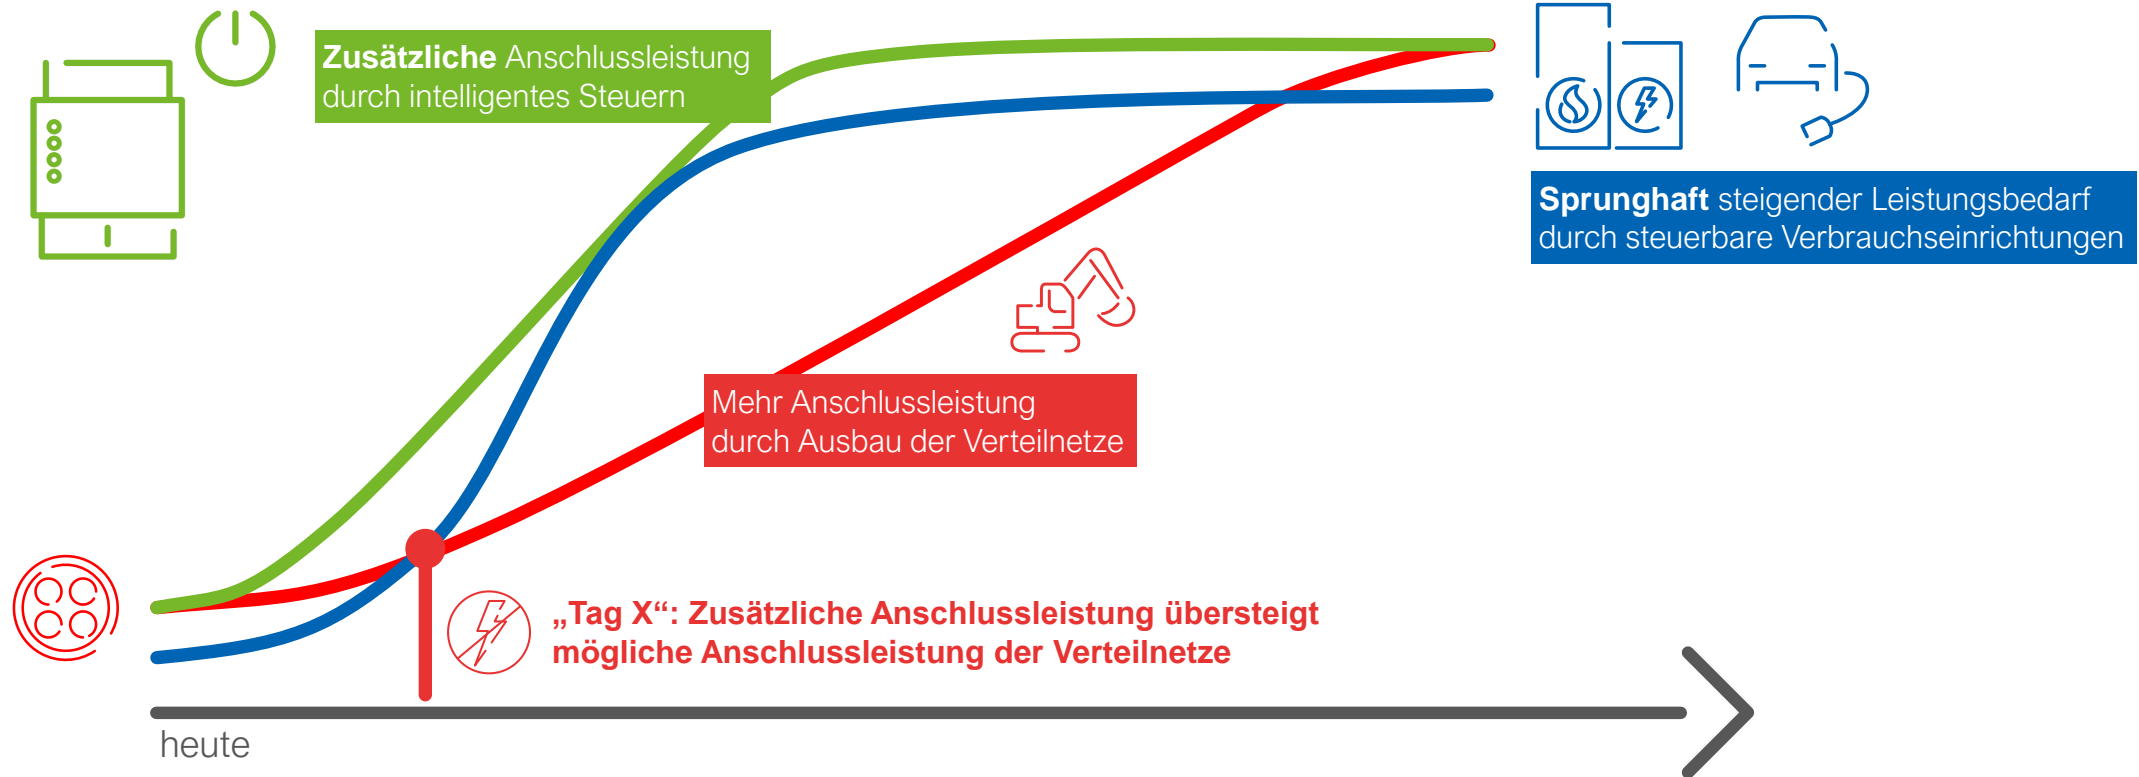 Zusätzliche Anschlussleistung
durch intelligentes Steuern
Sprunghaft steigender Leistungsbedarf
durch steuerbare Verbrauchseinrichtungen
Mehr Anschlussleistung
durch Ausbau der Verteilnetze
„Tag X“: Zusätzliche Anschlussleistung übersteigt
mögliche Anschlussleistung der Verteilnetze
heute